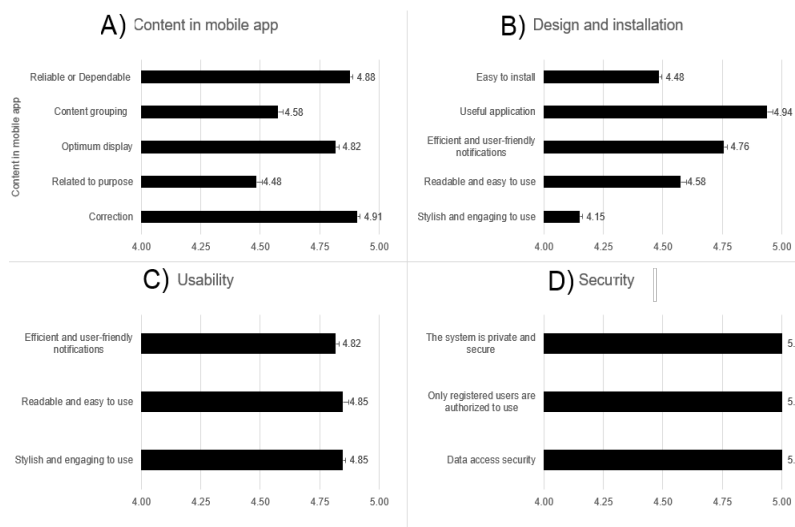 A) Content in mobile app
Content in mobile app
Reliable or Dependable
4.88
Content grouping
4.58
Optimum display
4.82
Related to purpose
4.48
Correction
4.91
4.00 4.25 4.50 4.75 5.00
B) Design and installation
Easy to install
4.48
Useful application
4.94
Efficient and user-friendly
notifications
4.76
Readable and easy to use
4.58
Stylish and engaging to use
4.15
4.00 4.25 4.50 4.75 5.00
C) Usability
Efficient and user-friendly
notifications
4.82
Readable and easy to use
4.85
Stylish and engaging to use
4.85
4.00 4.25 4.50 4.75 5.00
D) Security
The system is private and
secure
5.
Only registered users are
authorized to use
5.
Data access security
5.
4.00 4.25 4.50 4.75 5.00